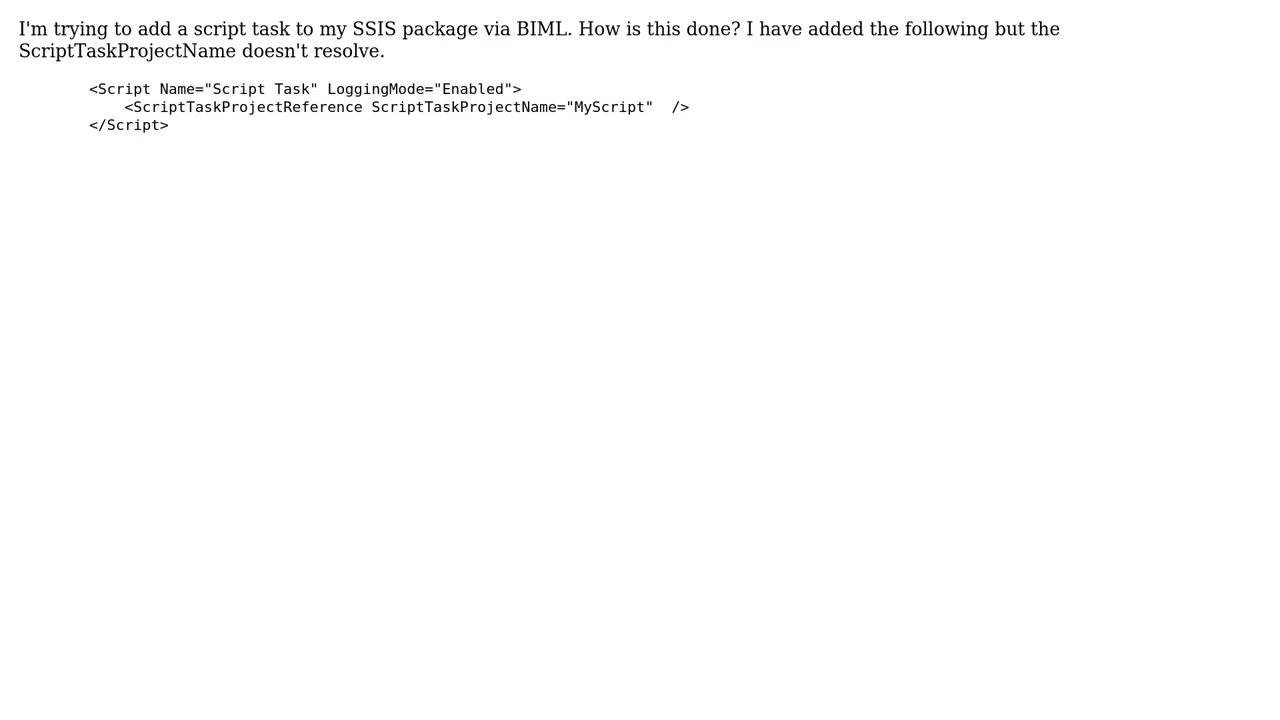 I'm trying to add a script task to my SSIS package via BIML. How is this done? I have added the following but the
ScriptTaskProjectName doesn't resolve.
<Script Name="Script Task" LoggingMode="Enabled">
    <ScriptTaskProjectReference ScriptTaskProjectName="MyScript"  />
</Script>